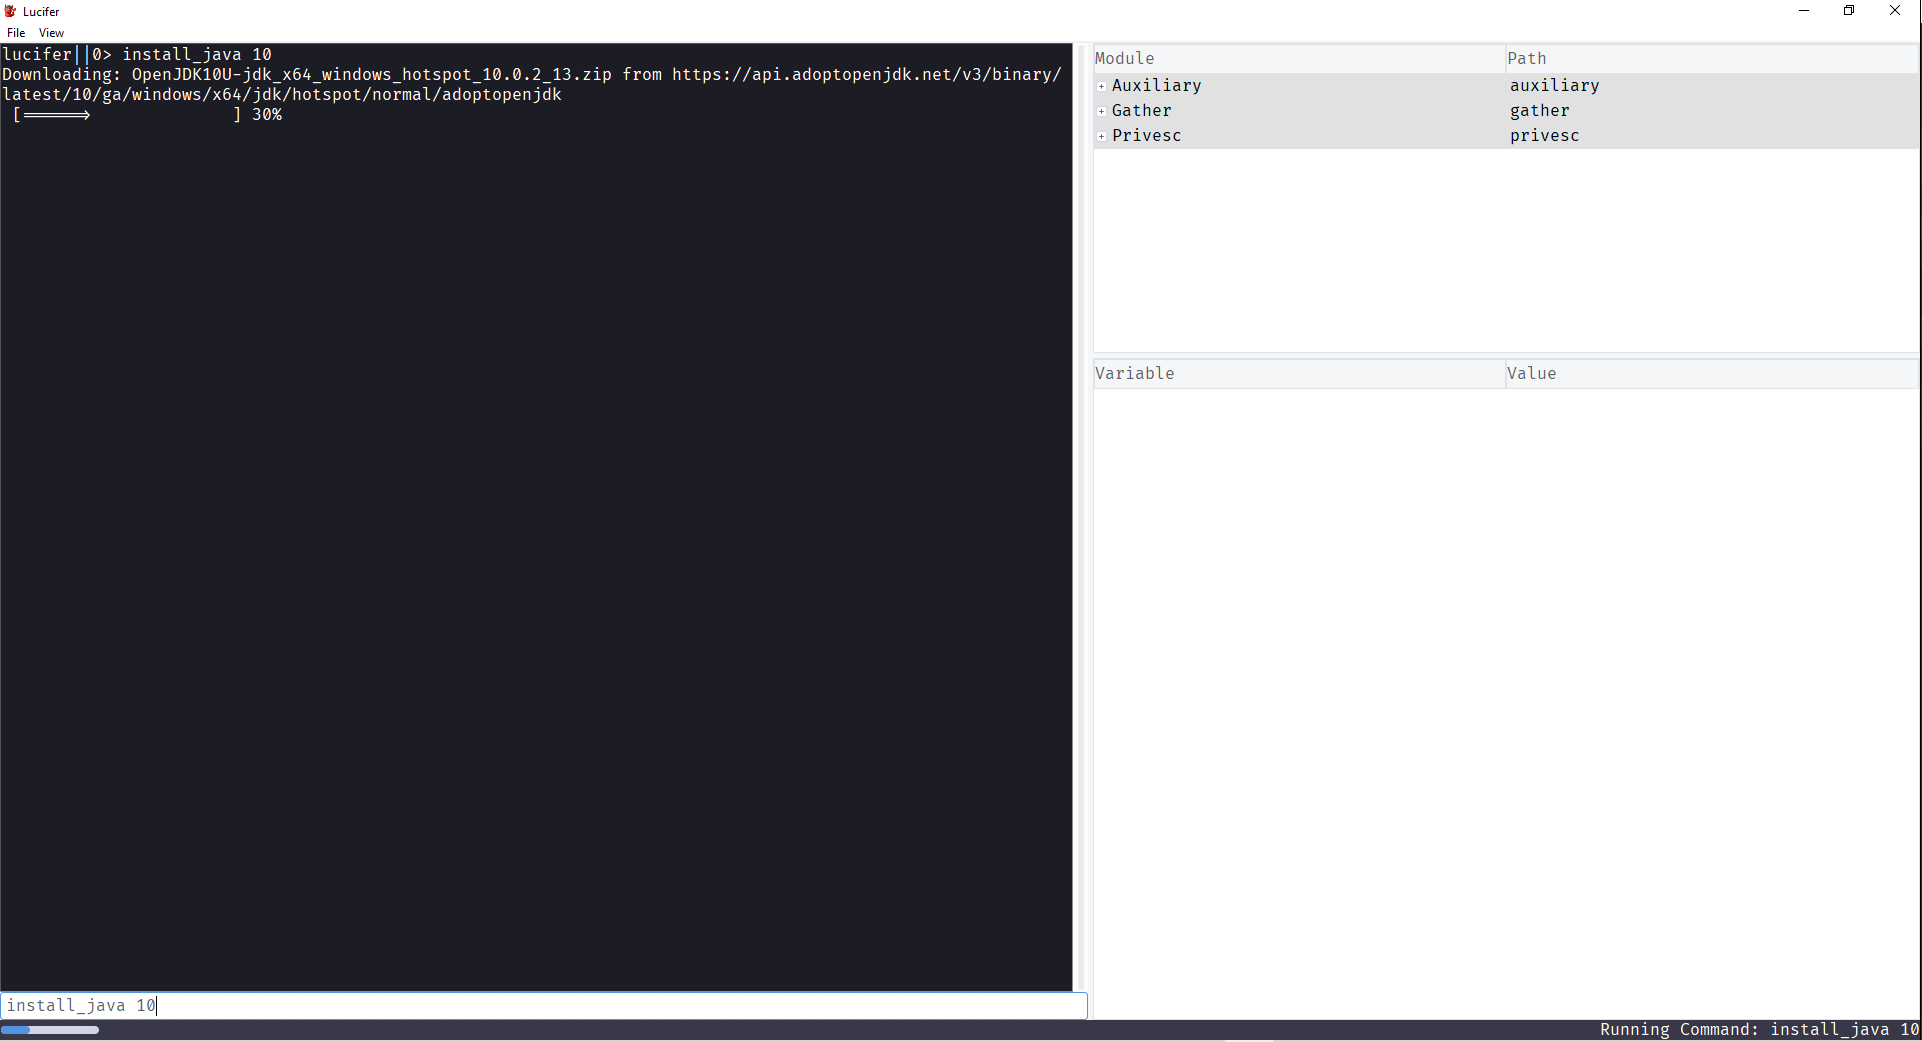 Lucifer
File View
lucifer||0> install_java 10
Downloading: OpenJDK10U-jdk_x64_windows_hotspot_10.0.2_13.zip from https://api.adoptopenjdk.net/v3/binary/
latest/10/ga/windows/x64/jdk/hotspot/normal/adoptopenjdk
[======> ] 30%
Module Path
Auxiliary auxiliary
Gather gather
Privesc privesc
Variable Value
install_java 10
Running Command: install_java 10